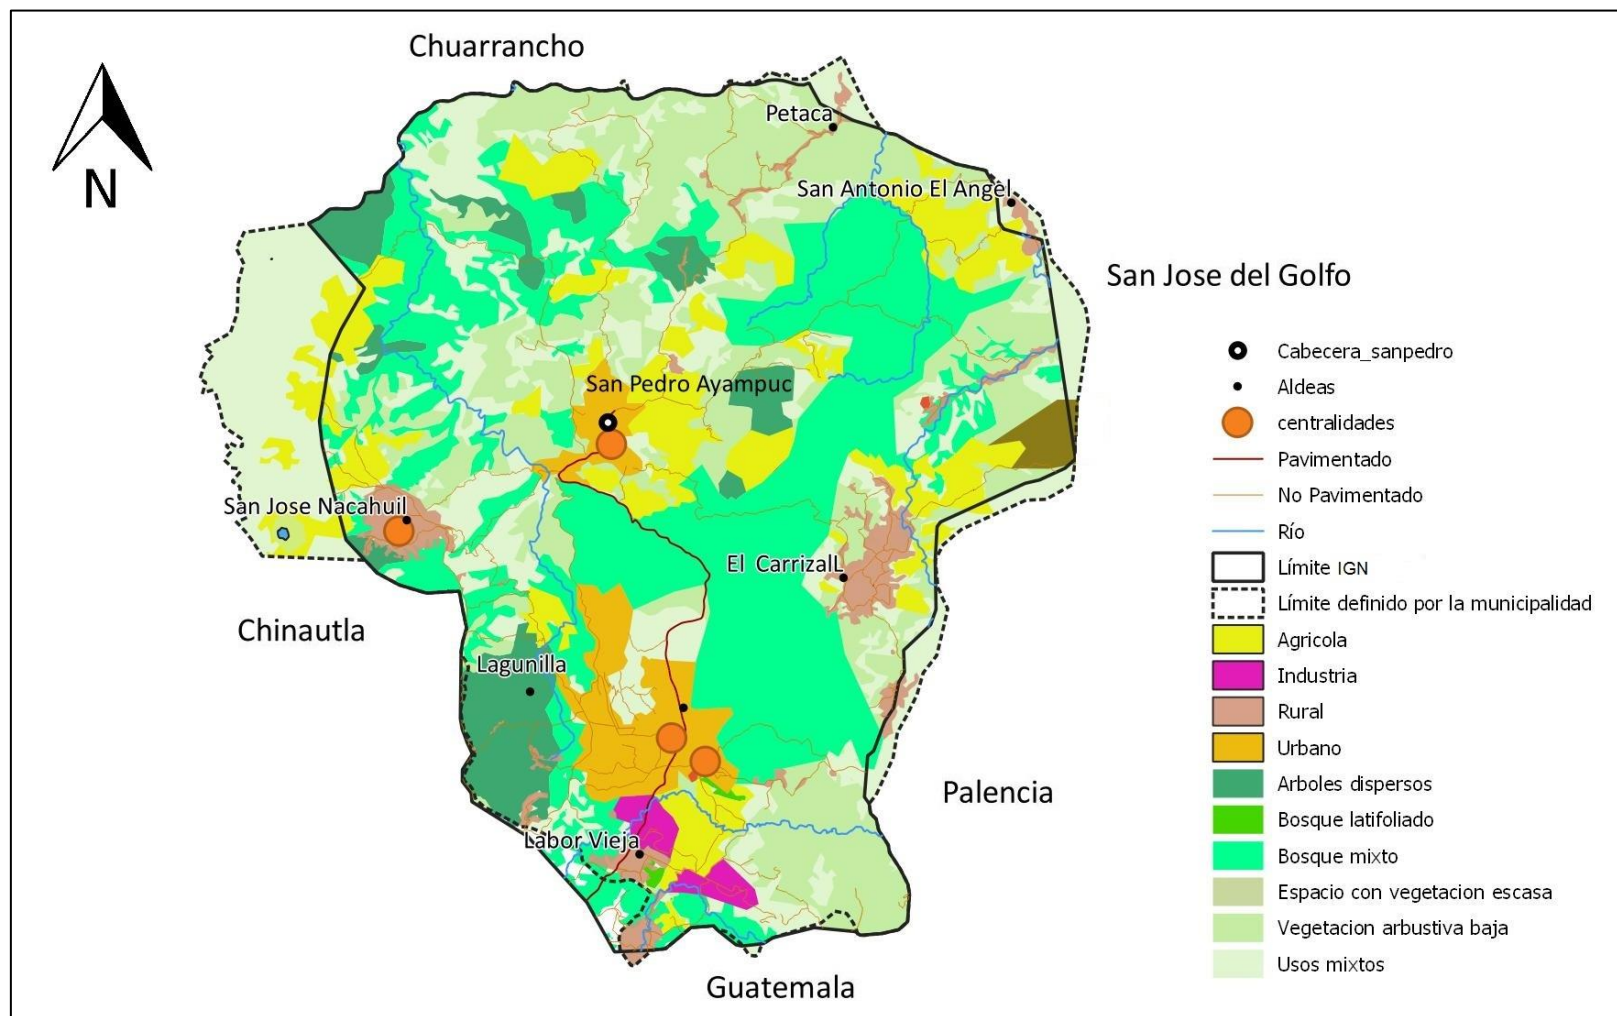 Chuarrancho
N
Petaca
San Antonio El Angel
San Jose del Golfo
San Pedro Ayampuc
San Jose Nacahuil
El CarrizalL
Chinautla
Lagunilla
Palencia
Labor Vieja
Guatemala
Cabecera_sanpedro
Aldeas
centralidades
Pavimentado
No Pavimentado
Río
Límite IGN
Límite definido por la municipalidad
Agricola
Industria
Rural
Urbano
Arboles dispersos
Bosque latifoliado
Bosque mixto
Espacio con vegetacion escasa
Vegetacion arbustiva baja
Usos mixtos